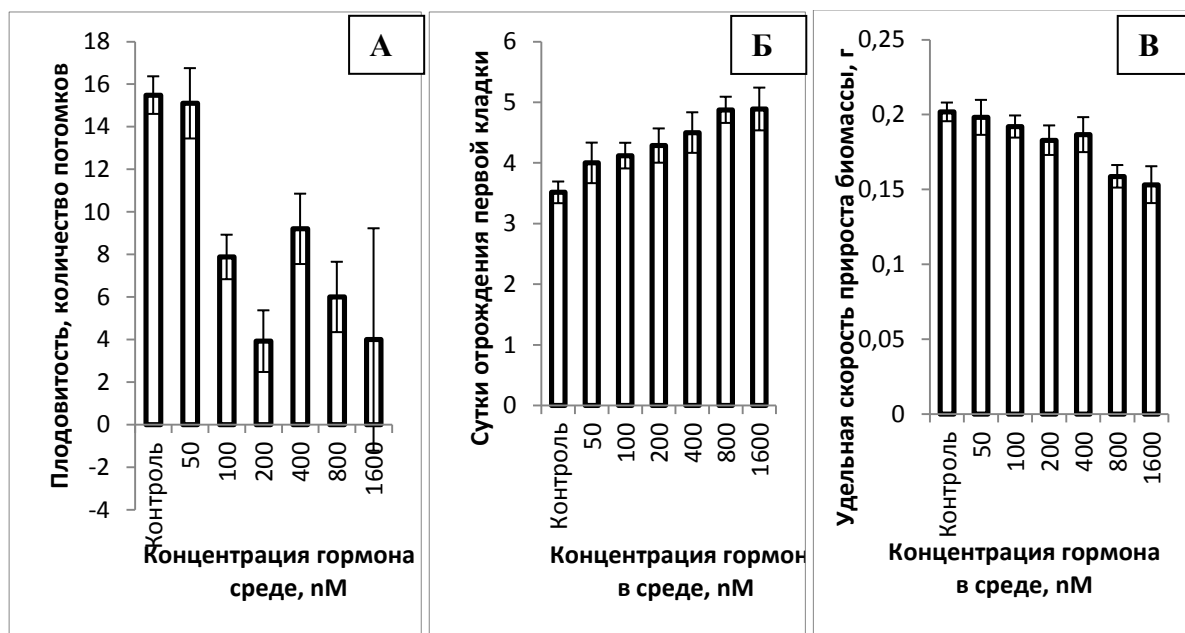 А
Плодовитость, количество потомков
18
16
14
12
10
8
6
4
2
0
-2
-4
Контроль
50
100
200
400
800
1600
Концентрация гормона
среде, nM
Б
Сутки отрождения первой кладки
6
5
4
3
2
1
0
Контроль
50
100
200
400
800
1600
Концентрация гормон
в среде, nM
В
Удельная скорость прироста биомассы, г
0,25
0,2
0,15
0,1
0,05
0
Контроль
50
100
200
400
800
1600
Концентрация гормона
в среде, nM